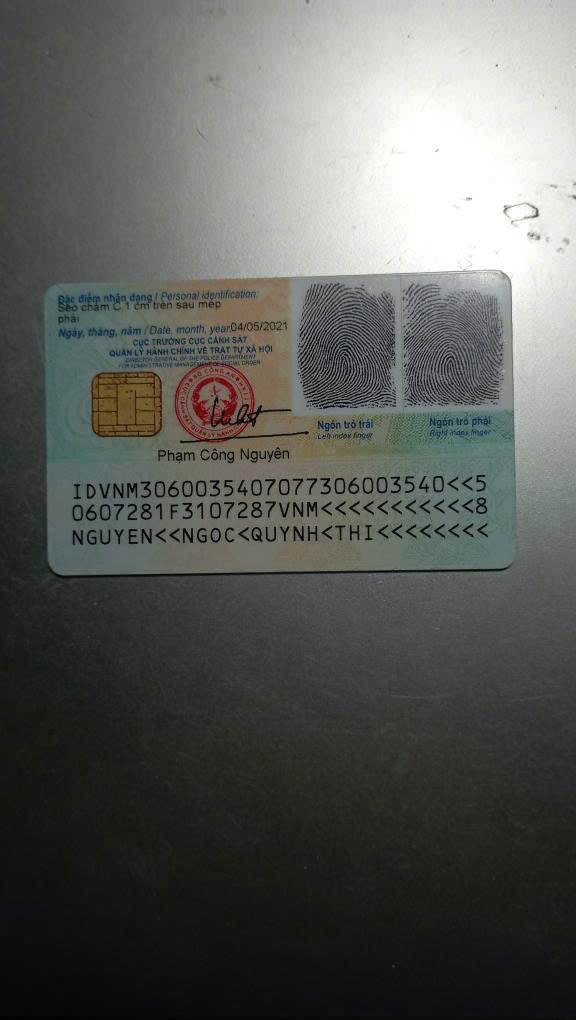 Đặc điểm nhận dạng / Personal identification:
Sẹo chấm C.1 cm trên sau mép
phải
Ngày, tháng, năm / Date, month, year: 04/05/2021
CỤC TRƯỞNG CỤC CẢNH SÁT
QUẢN LÝ HÀNH CHÍNH VỀ TRẬT TỰ XÃ HỘI
DIRECTOR GENERAL OF THE POLICE DEPARTMENT
FOR ADMINISTRATIVE MANAGEMENT OF SOCIAL ORDER
Phạm Công Nguyên
Ngón trỏ trái
Left index finger
Ngón trỏ phải
Right index finger
IDVNM3060035407077306003540<<5
0607281F3107287VNM<<<<<<<<<<<8
NGUYEN<<NGOC<QUYNH<THI<<<<<<<<